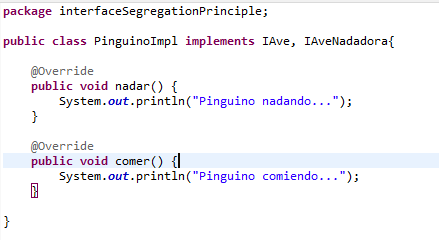 package interfaceSegregationPrinciple;
public class PinguinoImpl implements IAve, IAveNadadora{
@Override
public void nadar() {
System.out.println("Pinguino nadando...");
}
@Override
public void comer() {
System.out.println("Pinguino comiendo...");
}
}